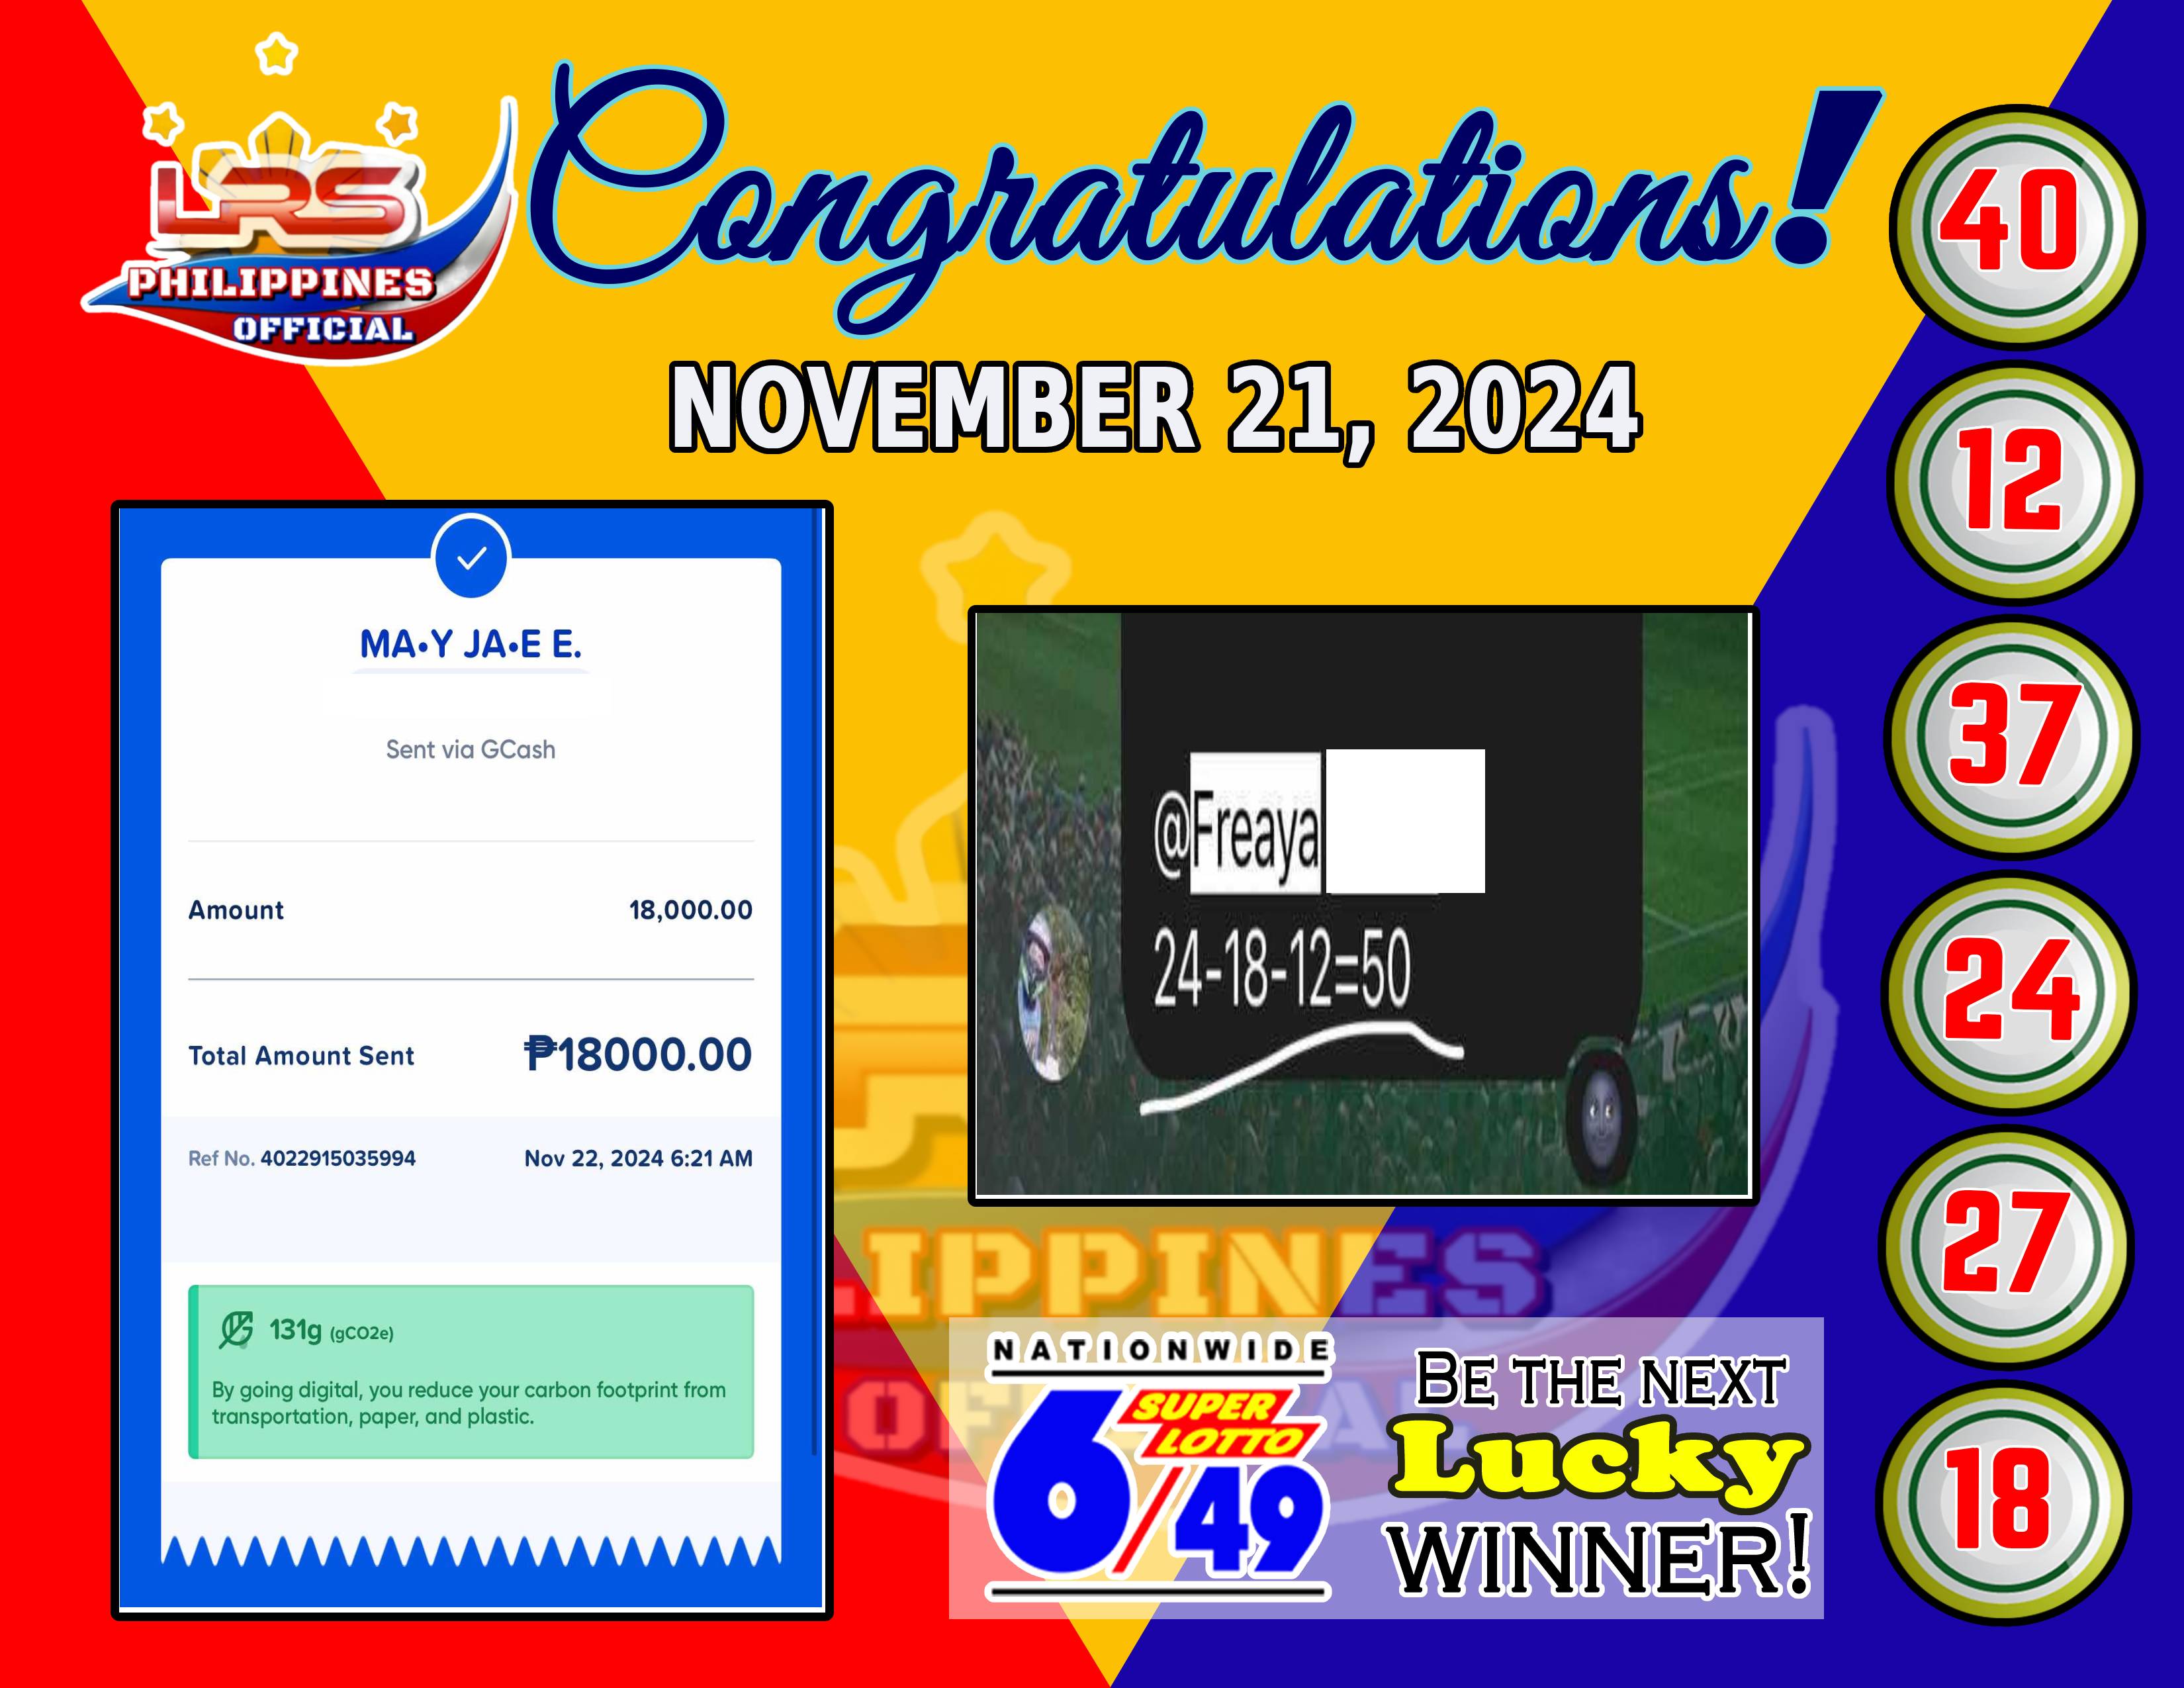 LRS
PHILIPPINES
OFFICIAL
Congratulations!
NOVEMBER 21, 2024
MA•Y JA•E E.
Sent via GCash
Amount 18,000.00
Total Amount Sent ₱18000.00
Ref No. 4022915035994 Nov 22, 2024 6:21 AM
131g (gCO2e)
By going digital, you reduce your carbon footprint from
transportation, paper, and plastic.
@Freaya
24-18-12=50
LIPPINES
NATIONWIDE
SUPER
LOTTO
6/49
BE THE NEXT
Lucky
WINNER!
40
12
37
24
27
18